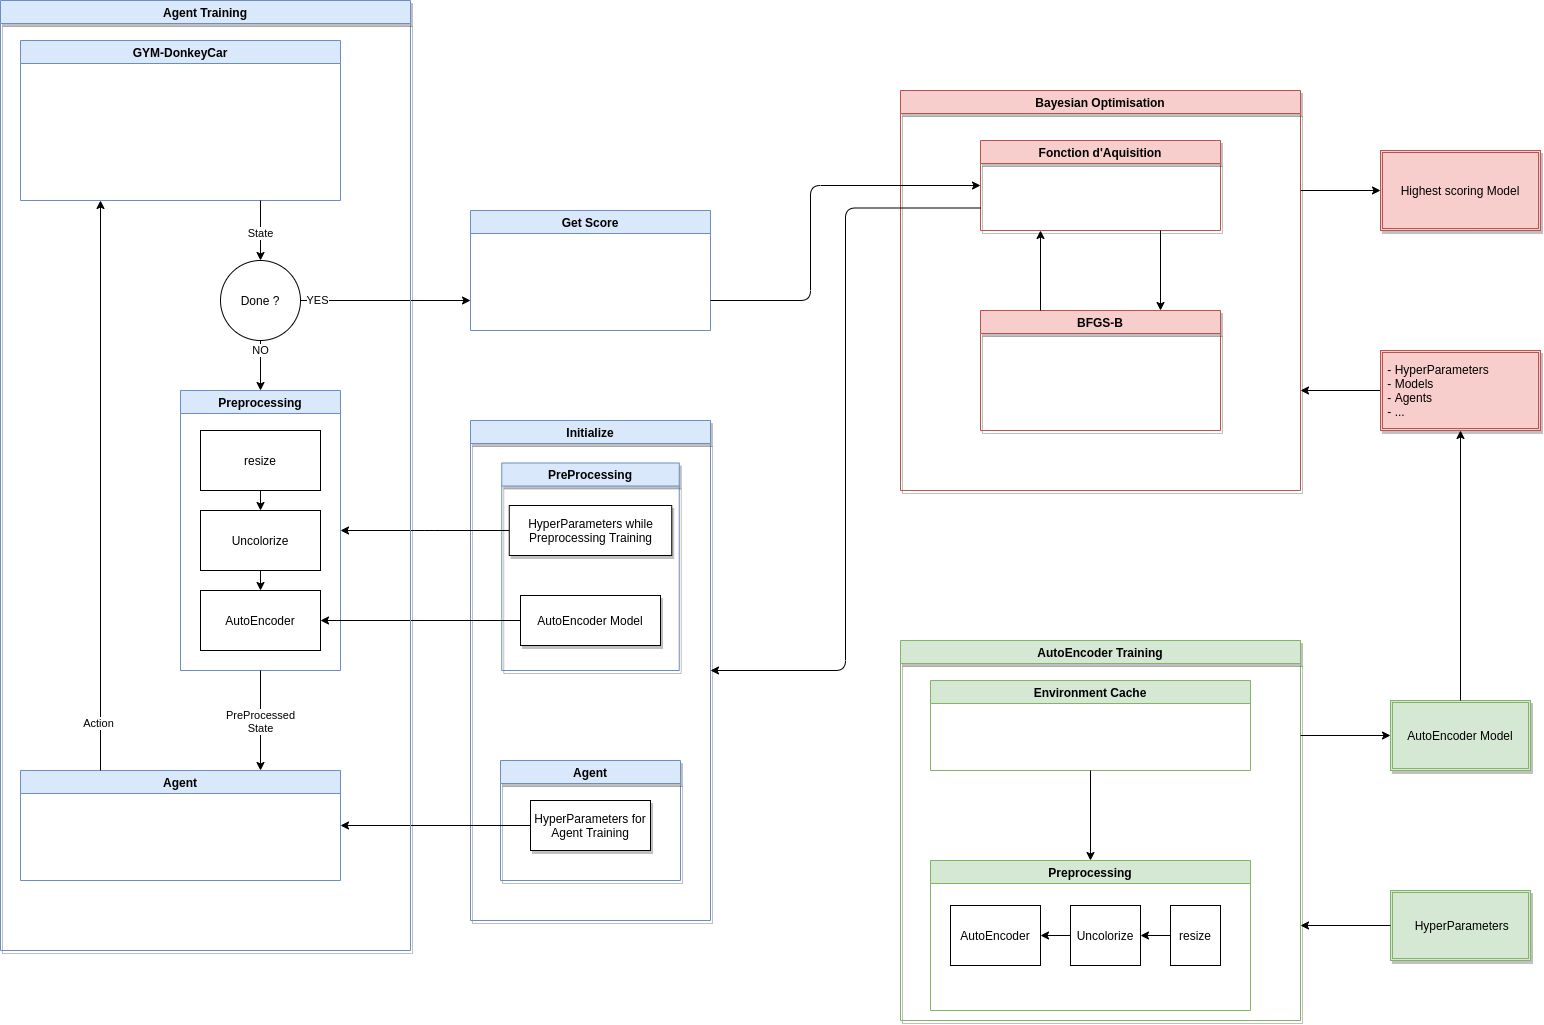 Agent Training
GYM-DonkeyCar
State
Done ?
YES
NO
Preprocessing
resize
Uncolorize
AutoEncoder
PreProcessed
State
Action
Agent
Get Score
Initialize
PreProcessing
HyperParameters while
Preprocessing Training
AutoEncoder Model
Agent
HyperParameters for
Agent Training
Bayesian Optimisation
Fonction d'Aquisition
BFGS-B
Highest scoring Model
- HyperParameters
- Models
- Agents
- ...
AutoEncoder Training
Environment Cache
Preprocessing
AutoEncoder
Uncolorize
resize
AutoEncoder Model
HyperParameters